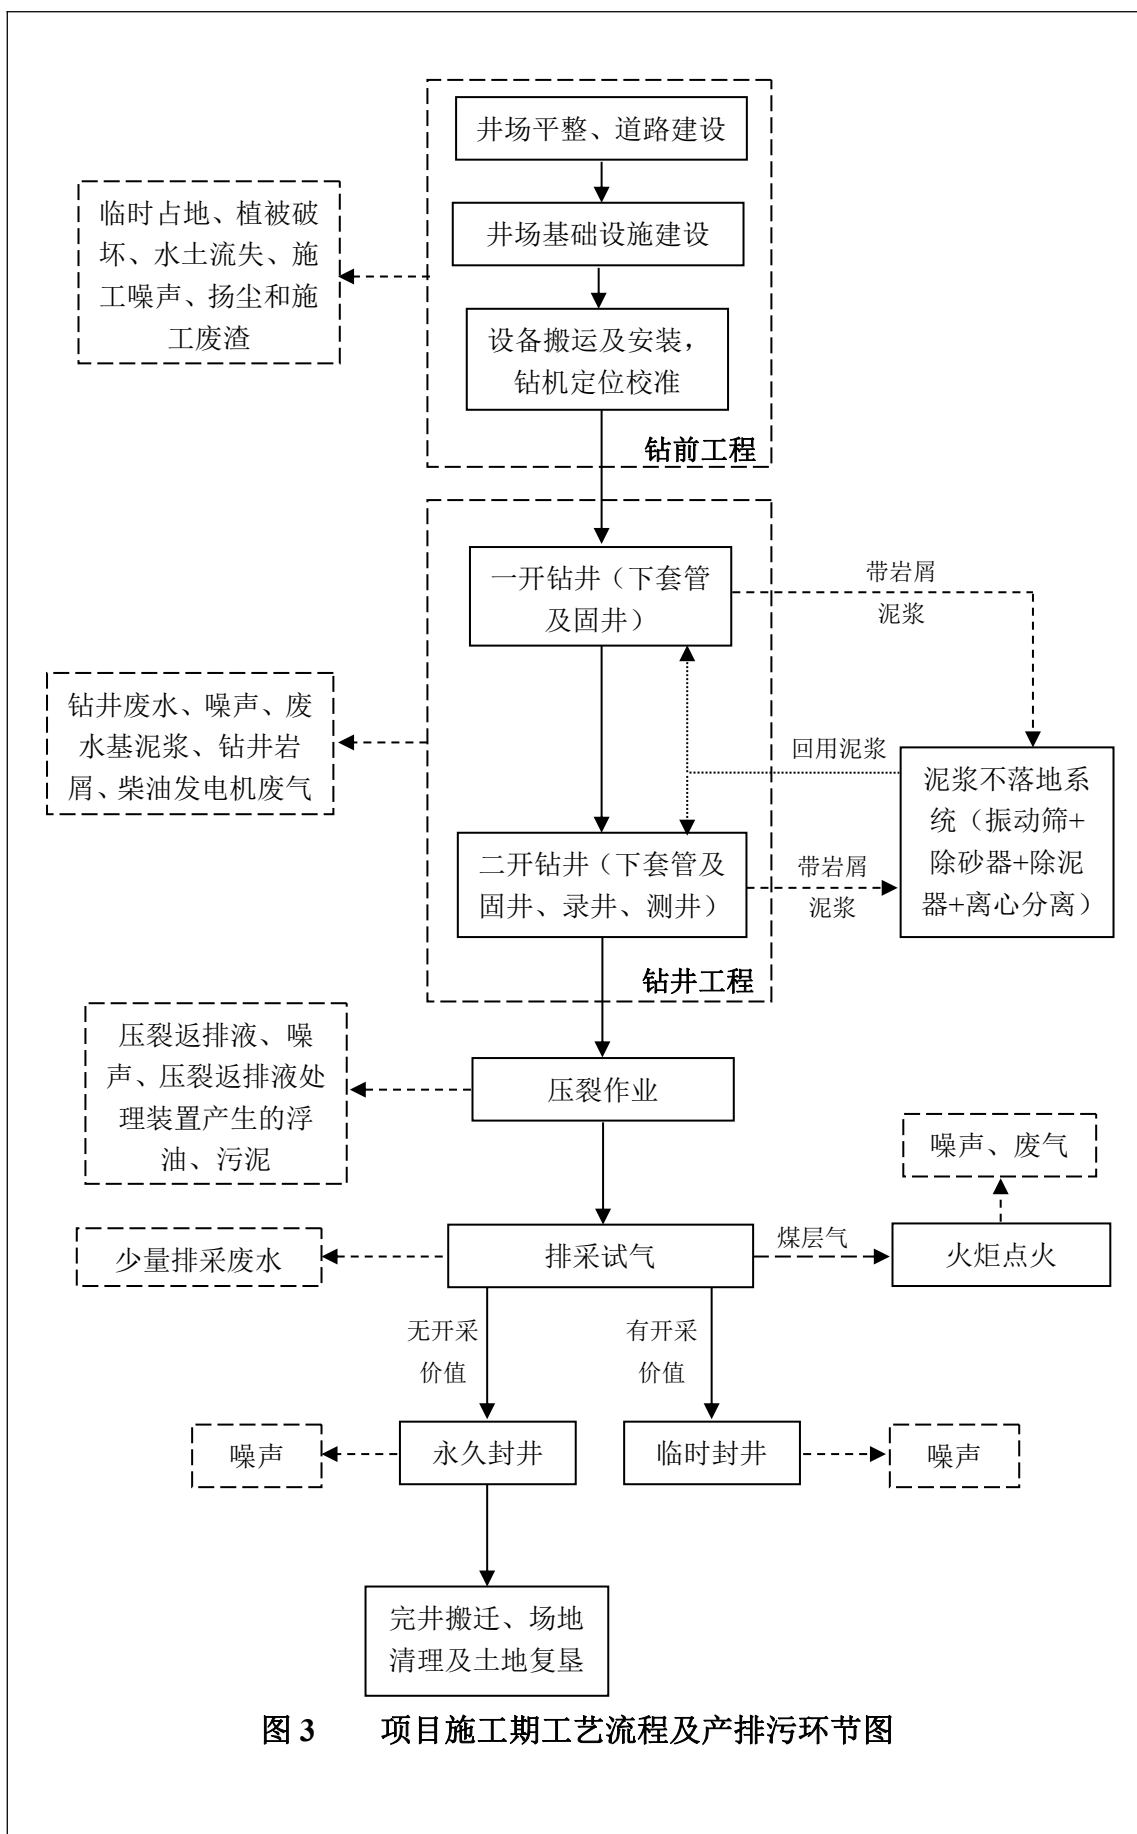 井场平整、道路建设
临时占地、植被破
坏、水土流失、施
工噪声、扬尘和施
工废渣
井场基础设施建设
设备搬运及安装，
钻机定位校准
钻前工程
一开钻井（下套管
及固井）
带岩屑
泥浆
钻井废水、噪声、废
水基泥浆、钻井岩
屑、柴油发电机废气
回用泥浆
泥浆不落地系
统（振动筛+
除砂器+除泥
器+离心分离）
二开钻井（下套管及
固井、录井、测井）
带岩屑
泥浆
钻井工程
压裂返排液、噪
声、压裂返排液处
理装置产生的浮
油、污泥
压裂作业
噪声、废气
少量排采废水
排采试气
煤层气
火炬点火
无开采
价值
有开采
价值
噪声
永久封井
临时封井
噪声
完井搬迁、场地
清理及土地复垦
图 3 项目施工期工艺流程及产排污环节图